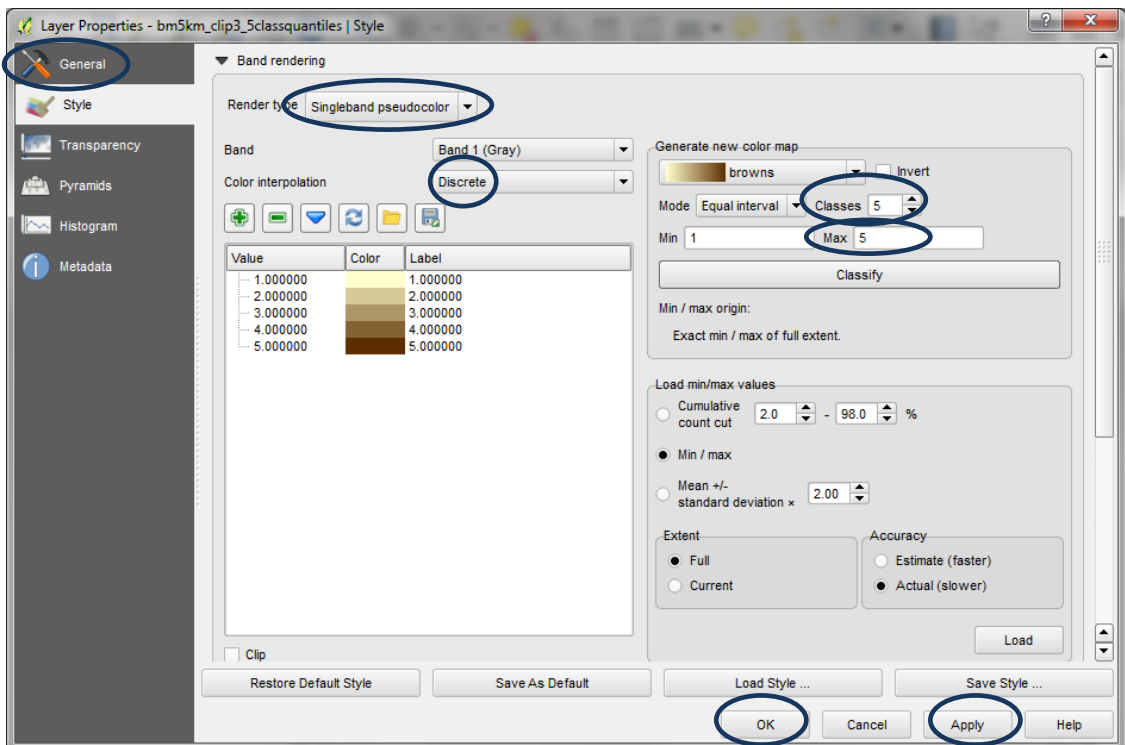 Layer Properties - bm5km_clip3_5classquantiles | Style
General
Style
Transparency
Pyramids
Histogram
Metadata
Band rendering
Render type Singleband pseudocolor
Band Band 1 (Gray)
Color interpolation Discrete
Value Color Label
1.000000 1.000000
2.000000 2.000000
3.000000 3.000000
4.000000 4.000000
5.000000 5.000000
Clip
Generate new color map
browns Invert
Mode Equal interval Classes 5
Min 1 Max 5
Classify
Min / max origin:
Exact min / max of full extent.
Load min/max values
Cumulative
count cut 2.0 - 98.0 %
Min / max
Mean +/-
standard deviation × 2.00
Extent
Full
Current
Accuracy
Estimate (faster)
Actual (slower)
Load
Restore Default Style Save As Default Load Style ... Save Style ...
OK Cancel Apply Help